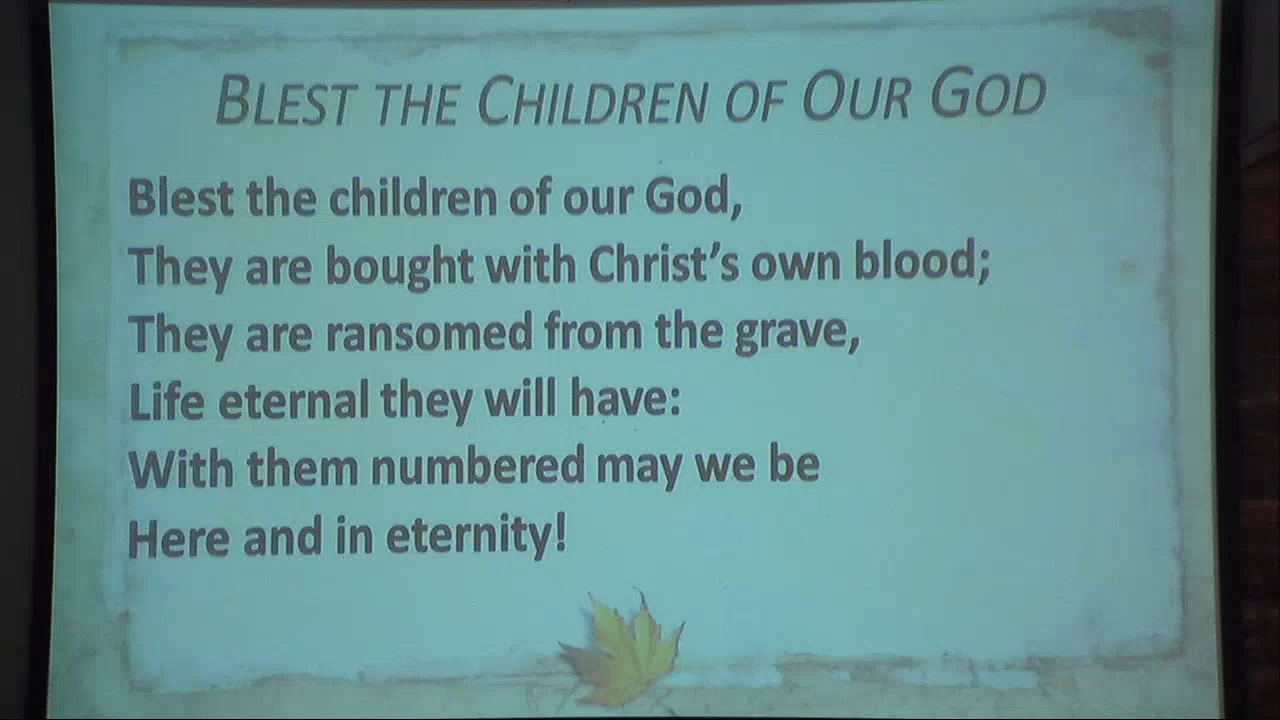 BLEST THE CHILDREN OF OUR GOD
Blest the children of our God,
They are bought with Christ’s own blood;
They are ransomed from the grave,
Life eternal they will have:
With them numbered may we be
Here and in eternity!